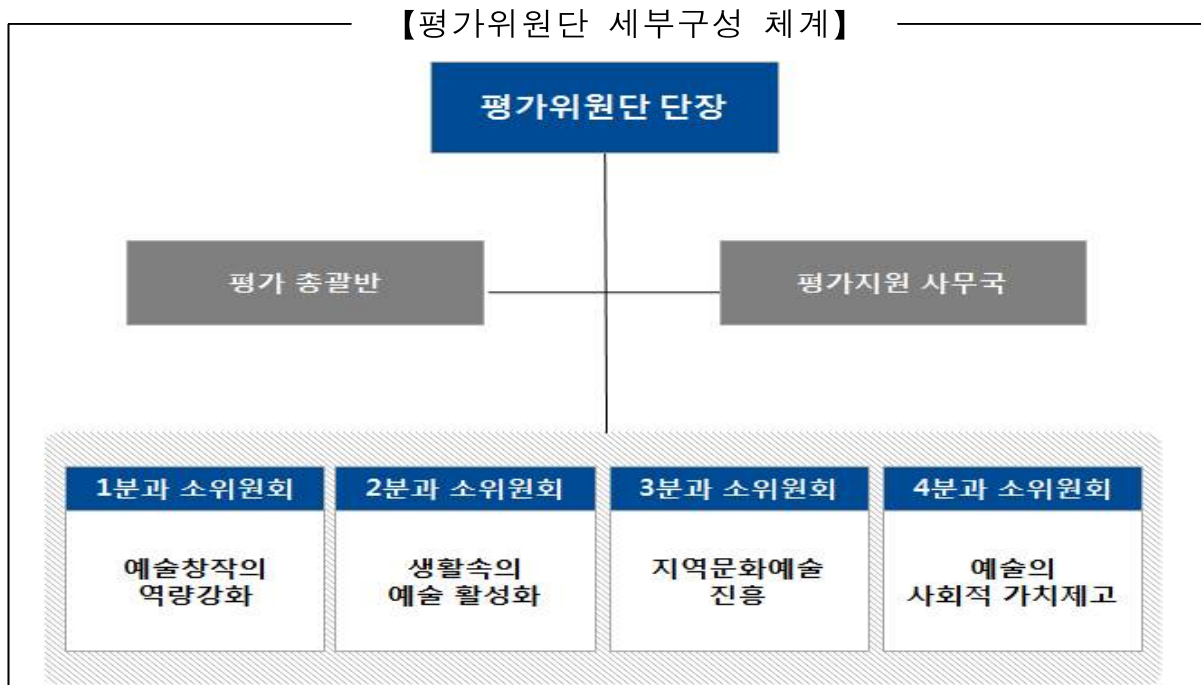 【평가위원단 세부구성 체계】
평가위원단 단장
평가 총괄반
평가지원 사무국
1분과 소위원회
예술창작의
역량강화
2분과 소위원회
생활속의
예술 활성화
3분과 소위원회
지역문화예술
진흥
4분과 소위원회
예술의
사회적 가치제고